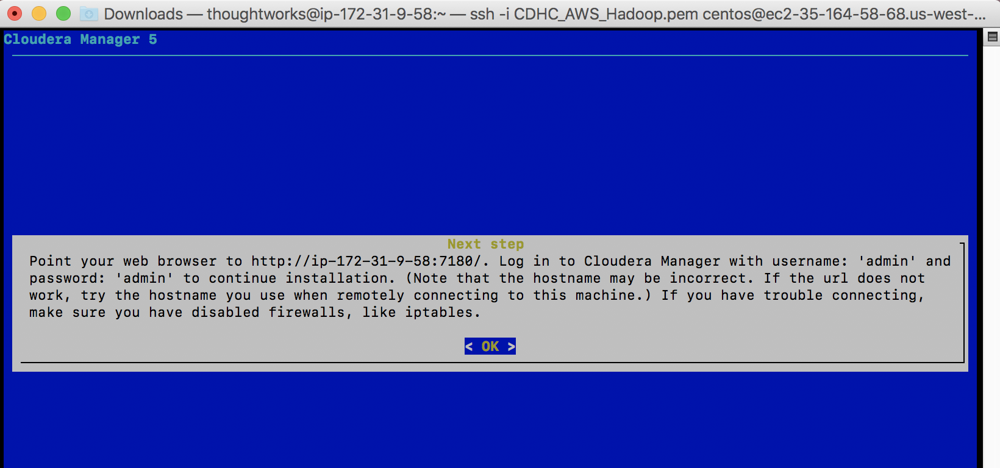 Downloads — thoughtworks@ip-172-31-9-58:~ — ssh -i CDHC_AWS_Hadoop.pem centos@ec2-35-164-58-68.us-west-...
Cloudera Manager 5
Next step
Point your web browser to http://ip-172-31-9-58:7180/. Log in to Cloudera Manager with username: 'admin' and
password: 'admin' to continue installation. (Note that the hostname may be incorrect. If the url does not
work, try the hostname you use when remotely connecting to this machine.) If you have trouble connecting,
make sure you have disabled firewalls, like iptables.
< OK >